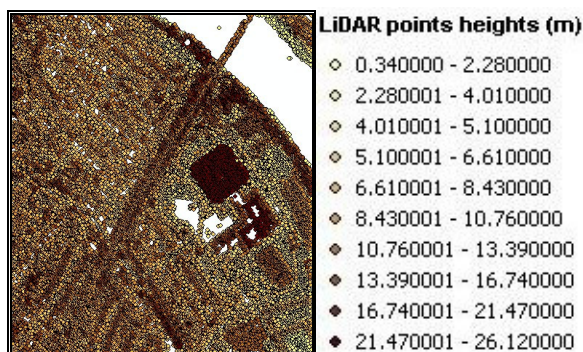 LiDAR points heights (m)
0.340000 - 2.280000
2.280001 - 4.010000
4.010001 - 5.100000
5.100001 - 6.610000
6.610001 - 8.430000
8.430001 - 10.760000
10.760001 - 13.390000
13.390001 - 16.740000
16.740001 - 21.470000
21.470001 - 26.120000